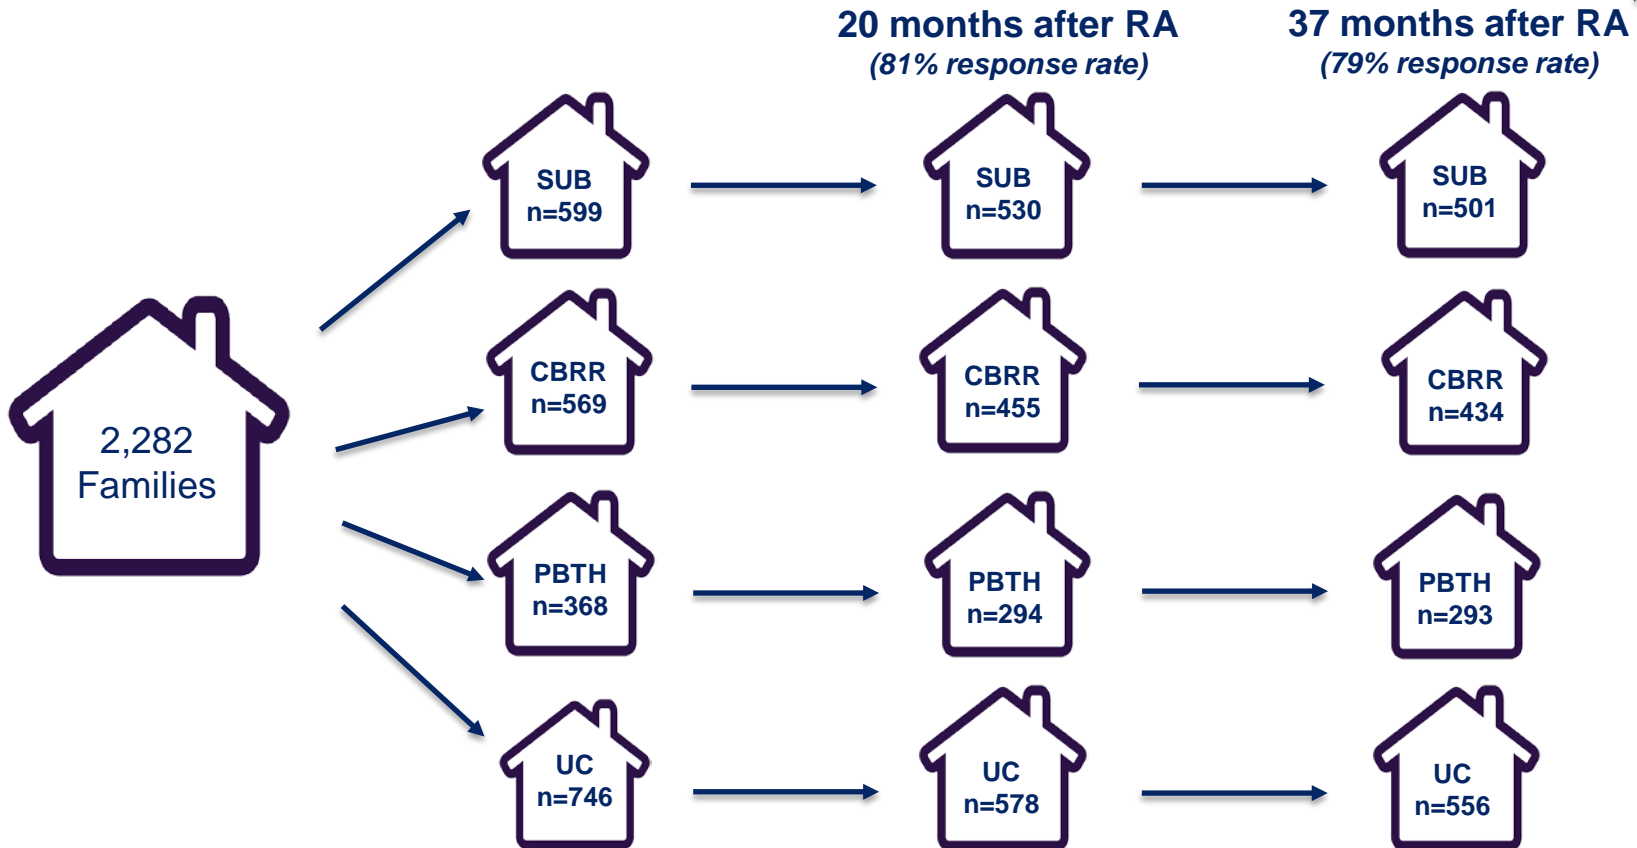 20 months after RA
(81% response rate)
37 months after RA
(79% response rate)
2,282
Families
SUB
n=599
SUB
n=530
SUB
n=501
CBRR
n=569
CBRR
n=455
CBRR
n=434
PBTH
n=368
PBTH
n=294
PBTH
n=293
UC
n=746
UC
n=578
UC
n=556